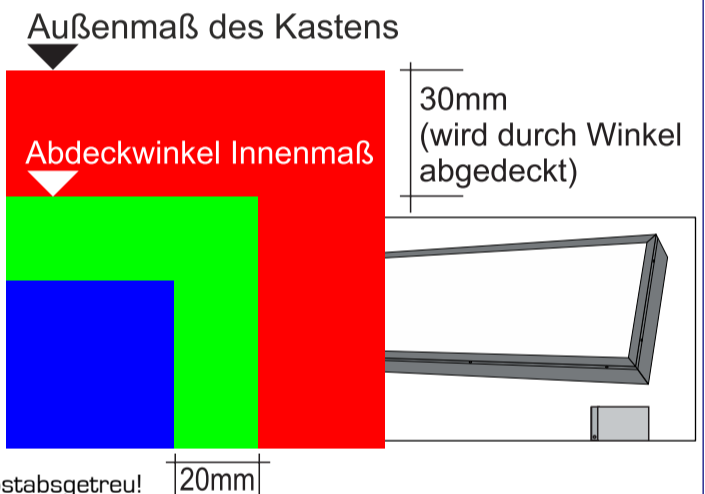 Außenmaß des Kastens
30mm
(wird durch Winkel
abgedeckt)
Abdeckwinkel Innenmaß
20mm